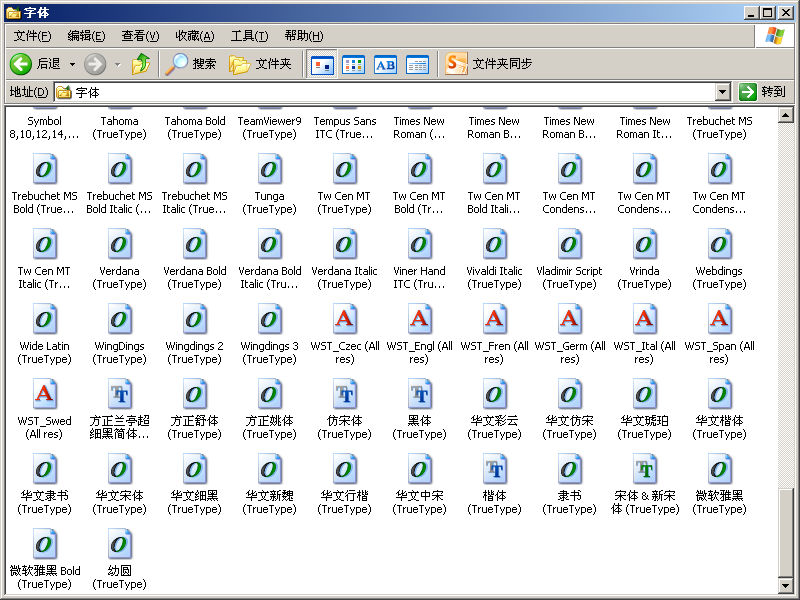 字体
文件(F) 编辑(E) 查看(V) 收藏(A) 工具(T) 帮助(H)
后退 搜索 文件夹 AB S 文件夹同步
地址(D) 字体 转到
Symbol Tahoma Tahoma Bold TeamViewer9 Tempus Sans Times New Times New Times New Times New Trebuchet MS
8,10,12,14,... (TrueType) (TrueType) (TrueType) ITC (True... Roman (... Roman B... Roman B... Roman It... (TrueType)
Trebuchet MS Trebuchet MS Trebuchet MS Tunga Tw Cen MT Tw Cen MT Tw Cen MT Tw Cen MT Tw Cen MT Tw Cen MT
Bold (True... Bold Italic (... Italic (True... (TrueType) (TrueType) Bold (Tr... Bold Itali... Condens... Condens... Condens...
Tw Cen MT Verdana Verdana Bold Verdana Bold Verdana Italic Viner Hand Vivaldi Italic Vladimir Script Vrinda Webdings
Italic (Tr... (TrueType) (TrueType) Italic (Tru... (TrueType) ITC (Tru... (TrueType) (TrueType) (TrueType) (TrueType)
Wide Latin WingDings Wingdings 2 Wingdings 3 WST_Czec (All WST_Engl (All WST_Fren (All WST_Germ (All WST_Ital (All WST_Span (All
(TrueType) (TrueType) (TrueType) (TrueType) res) res) res) res) res) res)
WST_Swed 方正兰亭超 方正舒体 方正姚体 仿宋体 黑体 华文彩云 华文仿宋 华文琥珀 华文楷体
(All res) 细黑简体... (TrueType) (TrueType) (TrueType) (TrueType) (TrueType) (TrueType) (TrueType) (TrueType)
华文隶书 华文宋体 华文细黑 华文新魏 华文行楷 华文中宋 楷体 隶书 宋体 & 新宋 微软雅黑
(TrueType) (TrueType) (TrueType) (TrueType) (TrueType) (TrueType) (TrueType) (TrueType) 体 (TrueType) (TrueType)
微软雅黑 Bold 幼圆
(TrueType) (TrueType)